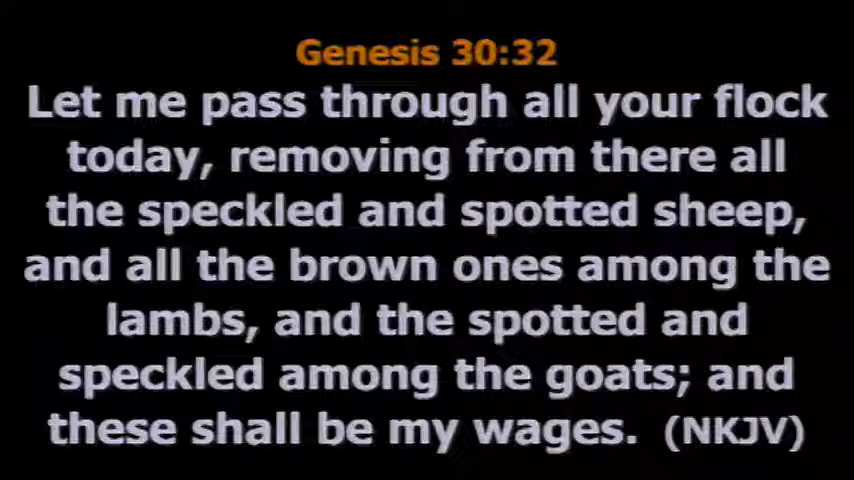 Genesis 30:32
Let me pass through all your flock
today, removing from there all
the speckled and spotted sheep,
and all the brown ones among the
lambs, and the spotted and
speckled among the goats; and
these shall be my wages. (NKJV)